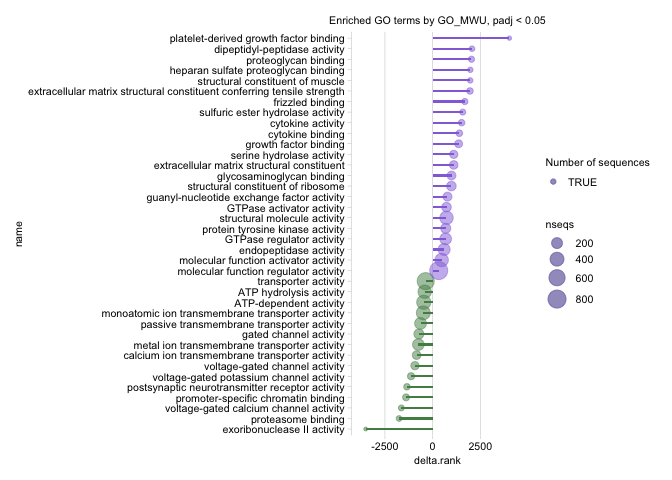 Enriched GO terms by GO_MWU, padj < 0.05
platelet-derived growth factor binding
dipeptidyl-peptidase activity
proteoglycan binding
heparan sulfate proteoglycan binding
structural constituent of muscle
extracellular matrix structural constituent conferring tensile strength
frizzled binding
sulfuric ester hydrolase activity
cytokine activity
cytokine binding
growth factor binding
serine hydrolase activity
extracellular matrix structural constituent
glycosaminoglycan binding
structural constituent of ribosome
guanyl-nucleotide exchange factor activity
GTPase activator activity
structural molecule activity
protein tyrosine kinase activity
GTPase regulator activity
endopeptidase activity
molecular function activator activity
molecular function regulator activity
transporter activity
ATP hydrolysis activity
ATP-dependent activity
monoatomic ion transmembrane transporter activity
passive transmembrane transporter activity
gated channel activity
metal ion transmembrane transporter activity
calcium ion transmembrane transporter activity
voltage-gated channel activity
voltage-gated potassium channel activity
postsynaptic neurotransmitter receptor activity
promoter-specific chromatin binding
voltage-gated calcium channel activity
proteasome binding
exoribonuclease II activity
name
-2500 0 2500
delta.rank
Number of sequences
TRUE
nseqs
200
400
600
800